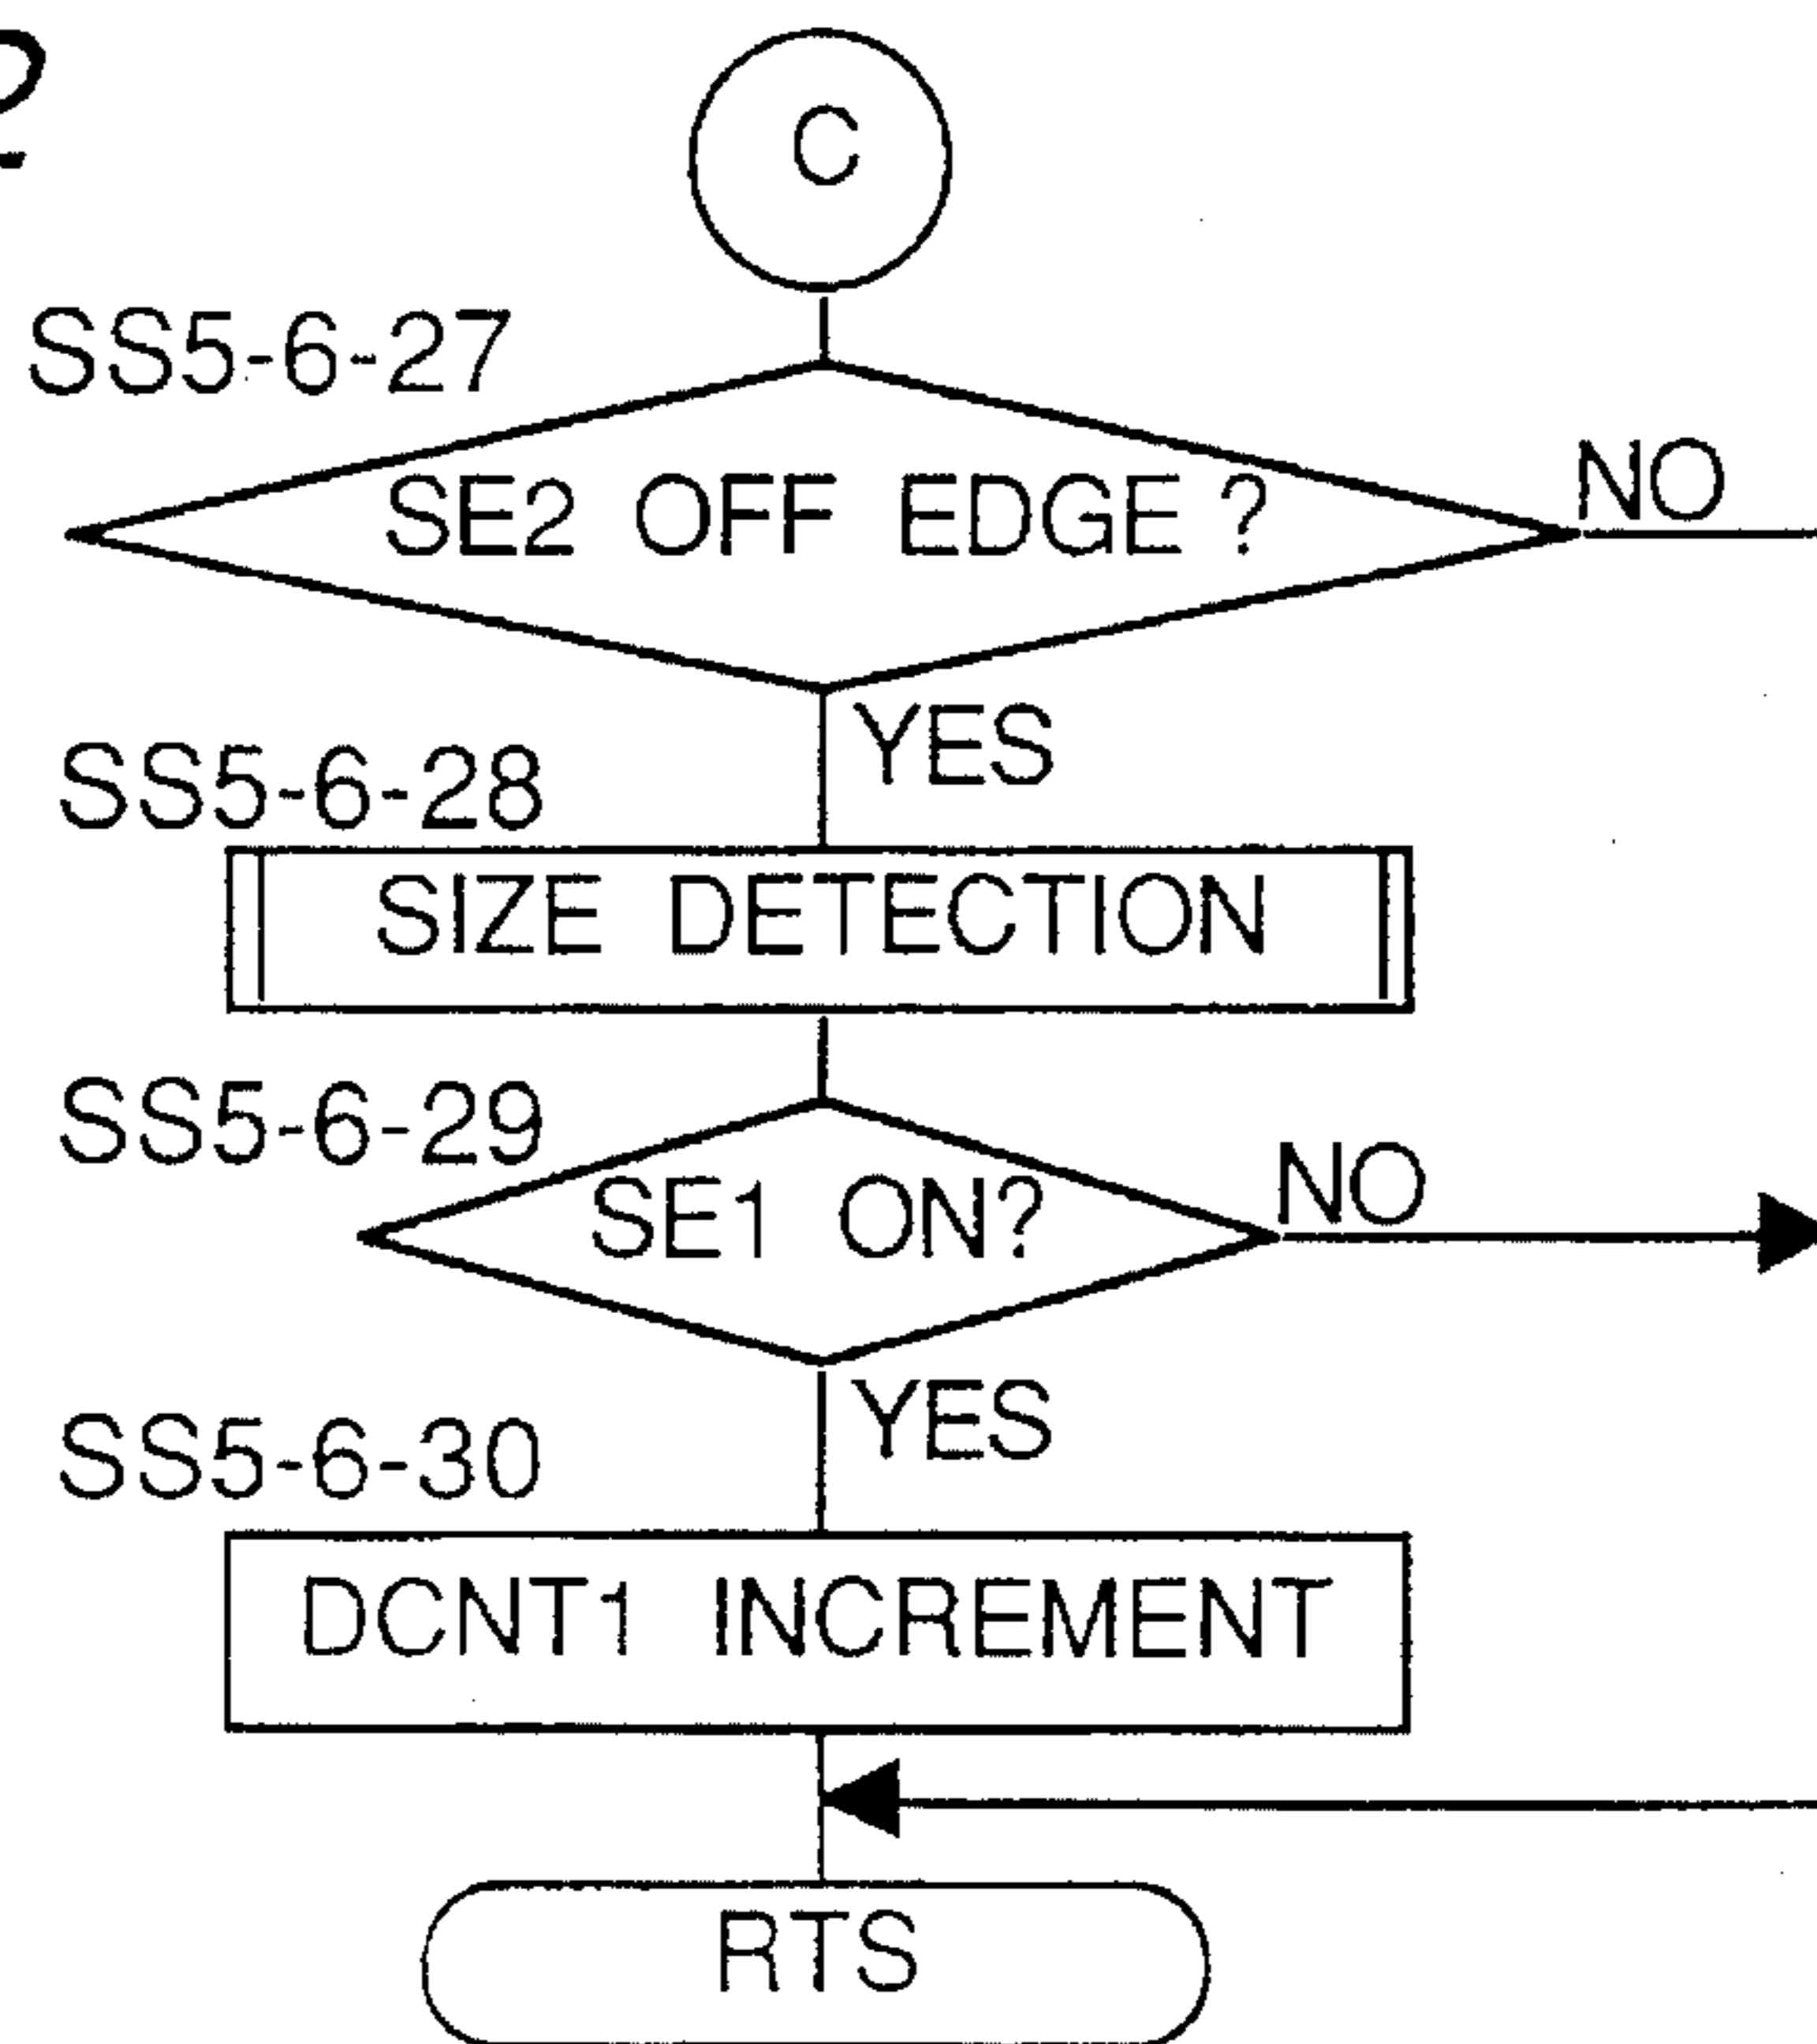 C
SS5-6-27
SE2 OFF EDGE ?
NO
YES
SS5-6-28
SIZE DETECTION
SS5-6-29
SE1 ON?
NO
YES
SS5-6-30
DCNT1 INCREMENT
RTS